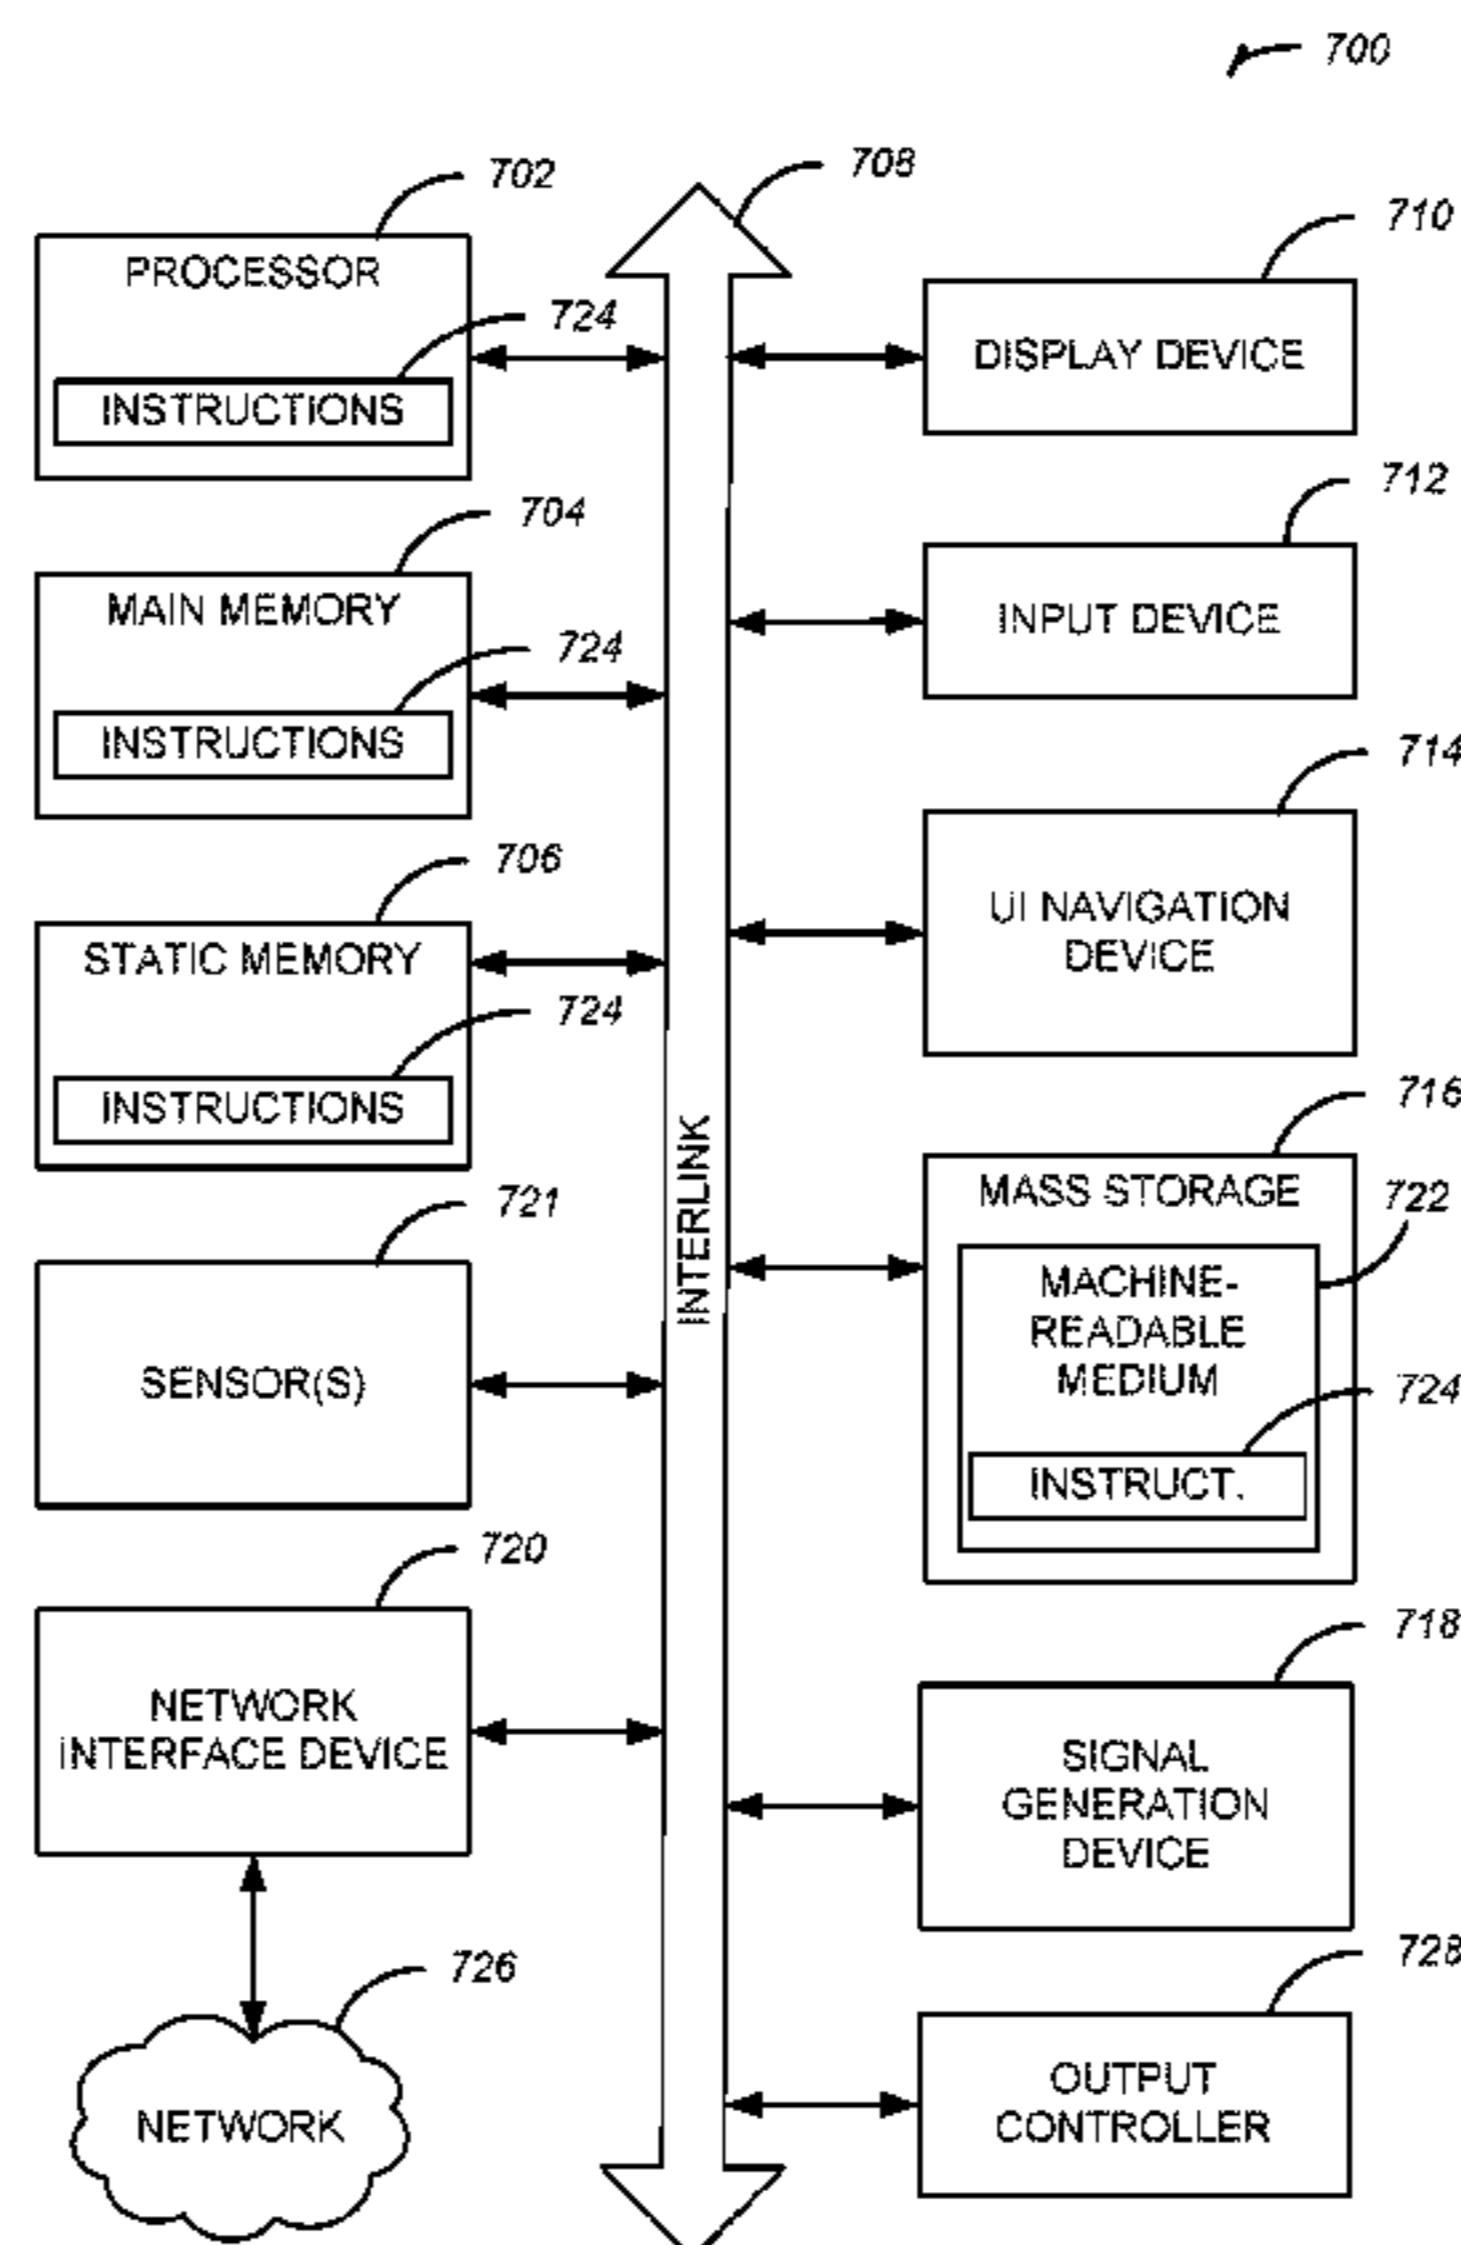 700
702
PROCESSOR
724
INSTRUCTIONS
704
MAIN MEMORY
724
INSTRUCTIONS
706
STATIC MEMORY
724
INSTRUCTIONS
721
SENSOR(S)
720
NETWORK
INTERFACE DEVICE
726
NETWORK
708
INTERLINK
710
DISPLAY DEVICE
712
INPUT DEVICE
714
UI NAVIGATION
DEVICE
716
MASS STORAGE
722
MACHINE-
READABLE
MEDIUM
724
INSTRUCT.
718
SIGNAL
GENERATION
DEVICE
728
OUTPUT
CONTROLLER